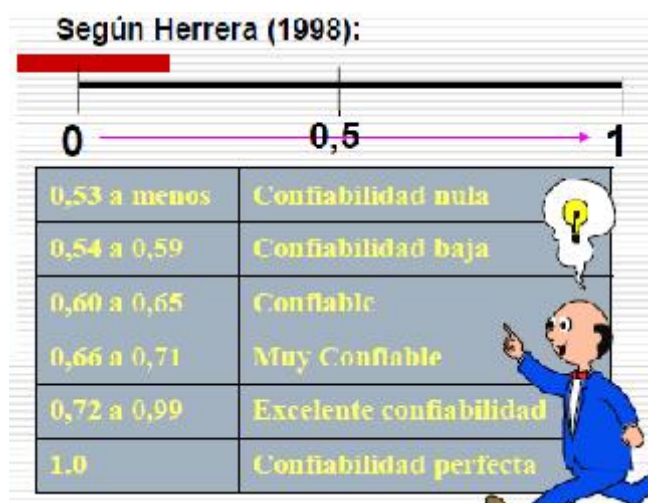 Según Herrera (1998):
0 0,5 1
0,53 a menos Confiabilidad nula
0,54 a 0,59 Confiabilidad baja
0,60 a 0,65 Confiable
0,66 a 0,71 Muy Confiable
0,72 a 0,99 Excelente confiabilidad
1.0 Confiabilidad perfecta